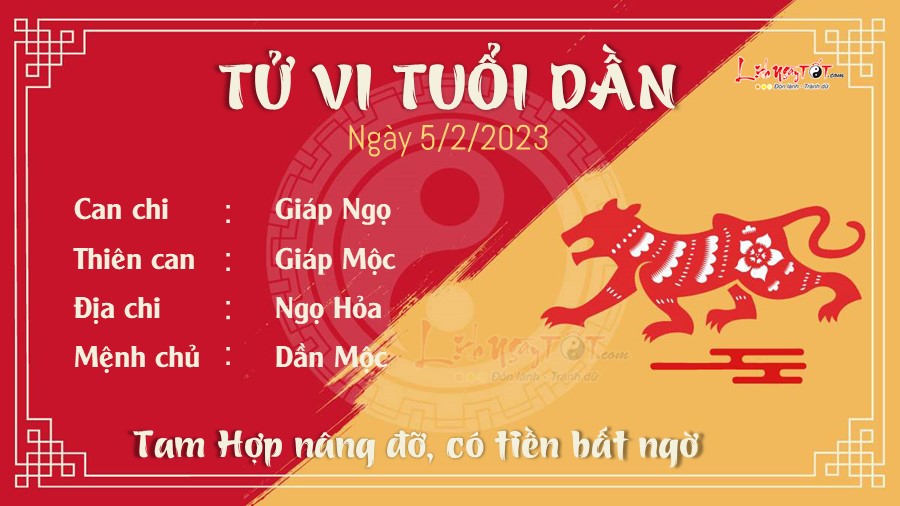 TỬ VI TUỔI DẦN
LichNgayTỐT.com
Đón lành - Tránh dữ
Ngày 5/2/2023
Can chi : Giáp Ngọ
Thiên can : Giáp Mộc
Địa chi : Ngọ Hỏa
Mệnh chủ : Dần Mộc
LichNgayTỐT.com
Đón lành - Tránh dữ
Tam Hợp nâng đỡ, có tiền bất ngờ